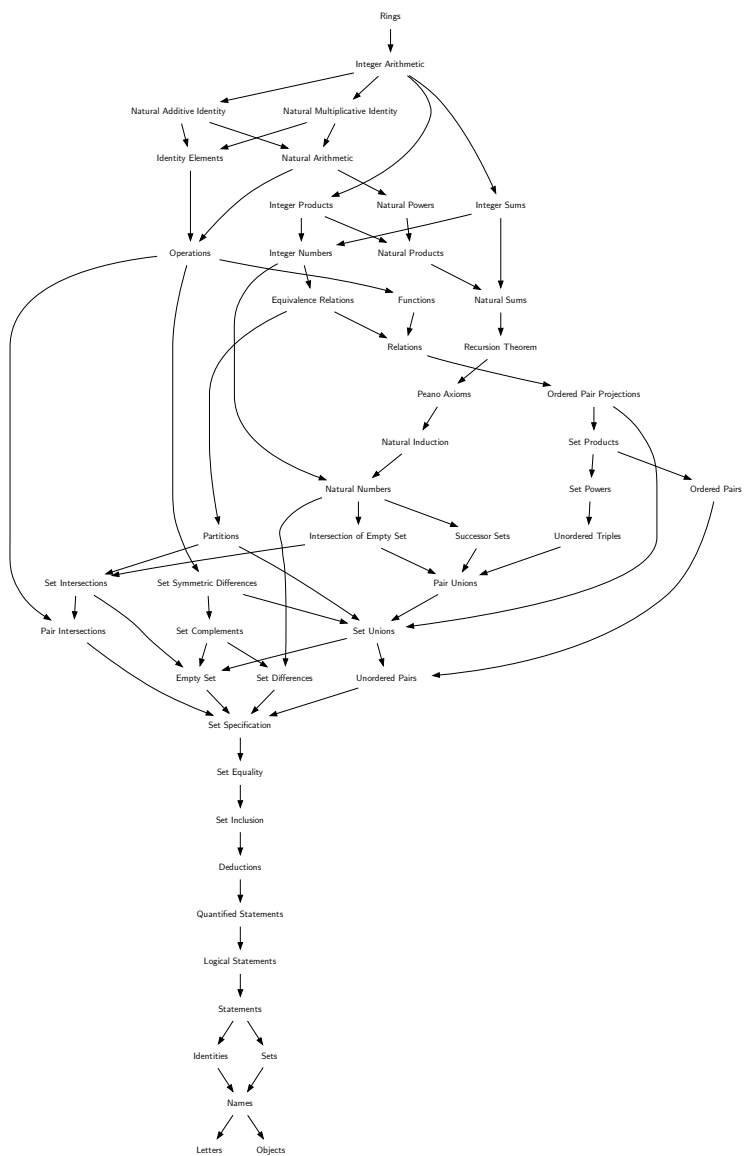 Rings
Integer Arithmetic
Natural Additive Identity
Natural Multiplicative Identity
Identity Elements
Natural Arithmetic
Integer Products
Natural Powers
Integer Sums
Operations
Integer Numbers
Natural Products
Equivalence Relations
Functions
Natural Sums
Relations
Recursion Theorem
Peano Axioms
Ordered Pair Projections
Natural Induction
Set Products
Natural Numbers
Set Powers
Ordered Pairs
Partitions
Intersection of Empty Set
Successor Sets
Unordered Triples
Set Intersections
Set Symmetric Differences
Pair Unions
Pair Intersections
Set Complements
Set Unions
Empty Set
Set Differences
Unordered Pairs
Set Specification
Set Equality
Set Inclusion
Deductions
Quantified Statements
Logical Statements
Statements
Identities
Sets
Names
Letters
Objects